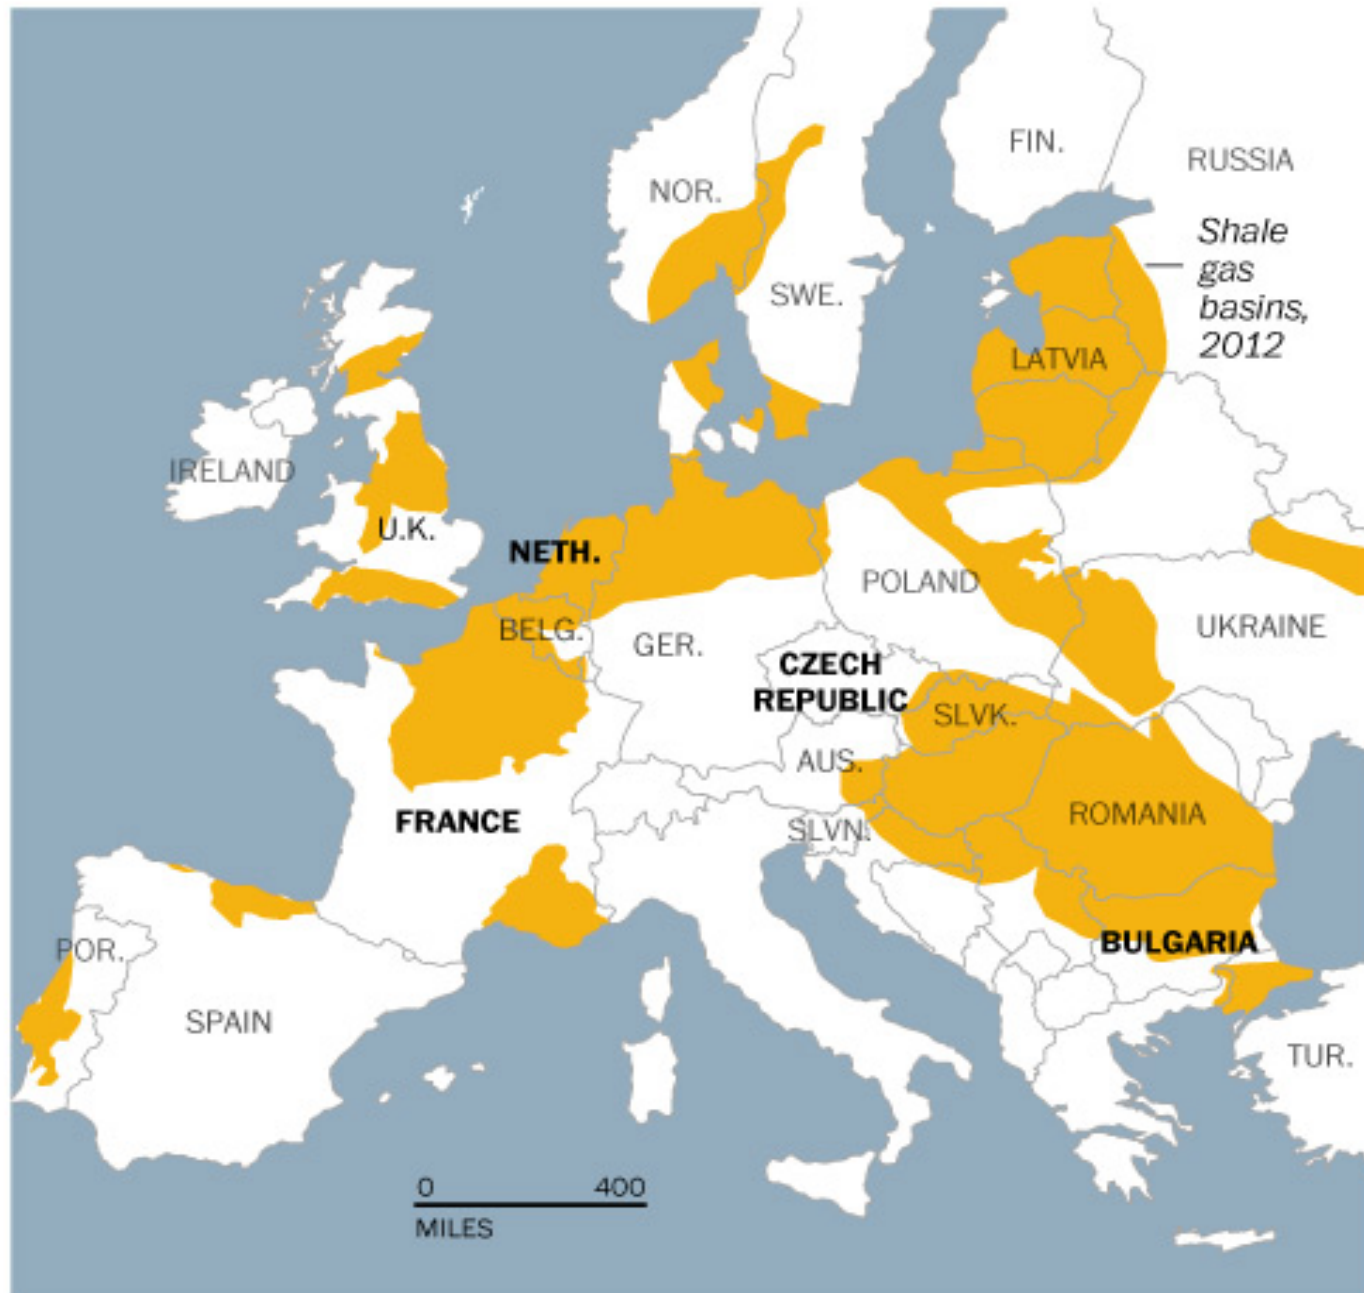 FIN.
RUSSIA
NOR.
Shale
gas
basins,
2012
SWE.
LATVIA
IRELAND
U.K.
NETH.
POLAND
BELG.
GER.
UKRAINE
CZECH
REPUBLIC
SLVK.
AUS.
ROMANIA
FRANCE
SLVN.
POR.
BULGARIA
SPAIN
TUR.
0 400
MILES